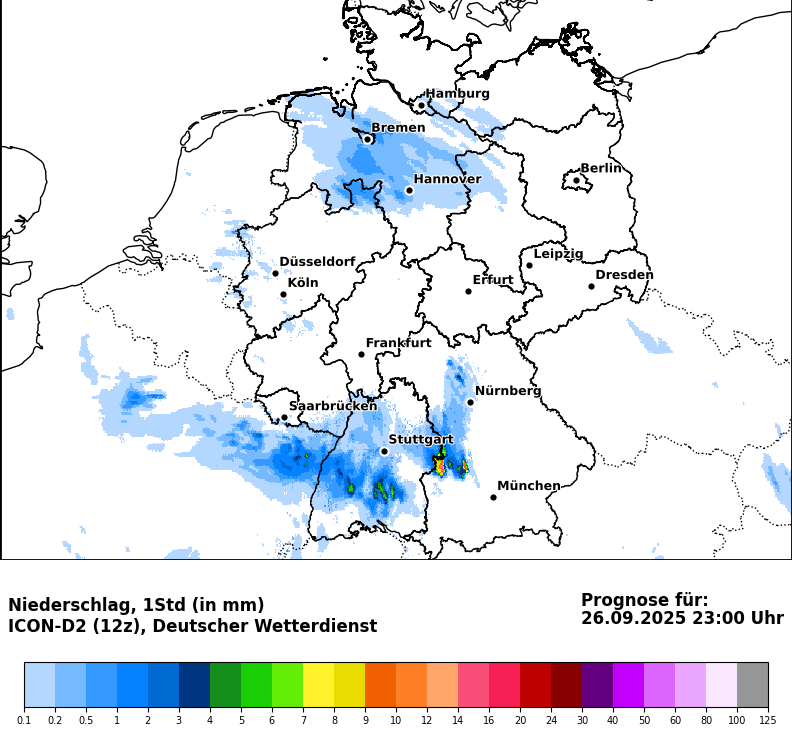 Hamburg
Bremen
Berlin
Hannover
Leipzig
Düsseldorf
Dresden
Köln
Erfurt
Frankfurt
Nürnberg
Saarbrücken
Stuttgart
München
Niederschlag, 1Std (in mm)
ICON-D2 (12z), Deutscher Wetterdienst
Prognose für:
26.09.2025 23:00 Uhr
0.1 0.2 0.5 1 2 3 4 5 6 7 8 9 10 12 14 16 20 24 30 40 50 60 80 100 125